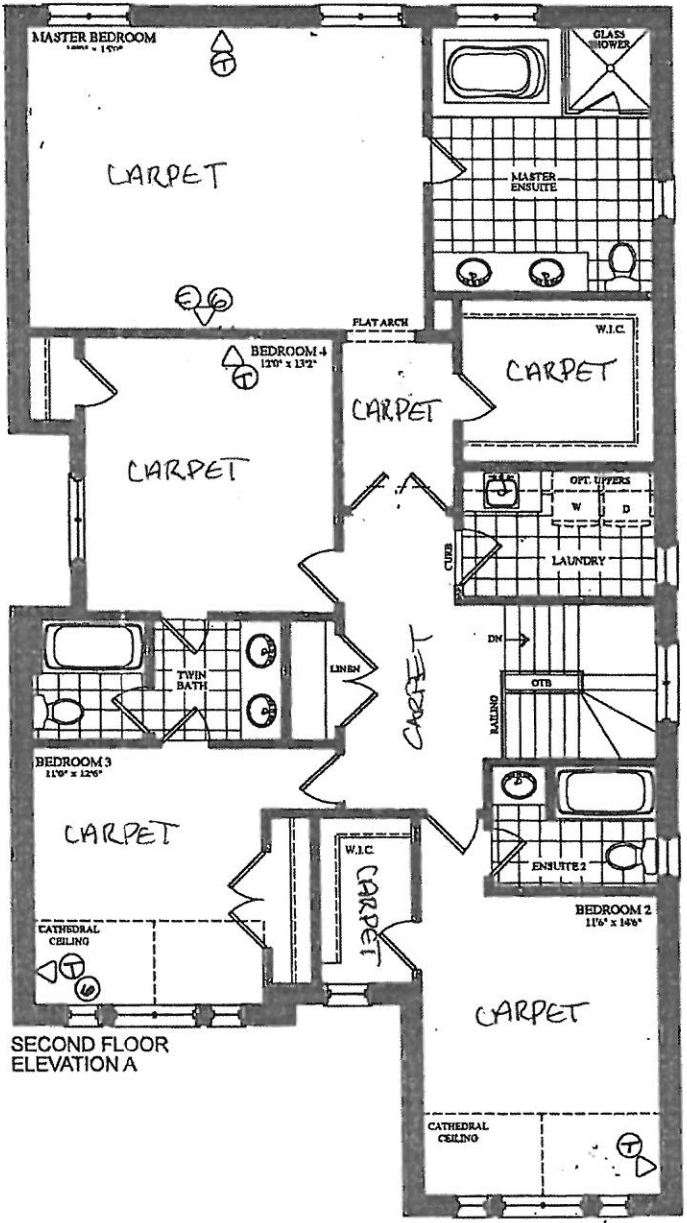 MASTER BEDROOM
GLASS
SHOWER
T
CARPET
MASTER
ENSUITE
E 6
FLAT ARCH
W.I.C.
BEDROOM 4
12'0" x 13'2"
T
CARPET
CARPET
CARPET
OPT. UPPERS
W D
CURB
LAUNDRY
DN
LINEN
TWIN
BATH
CARPET
OTB
RAILING
BEDROOM 3
11'0" x 12'6"
CARPET
W.I.C.
CARPET
ENSUITE 2
BEDROOM 2
11'6" x 14'6"
CATHEDRAL
CEILING
T
6
CARPET
SECOND FLOOR
ELEVATION A
CATHEDRAL
CEILING
T